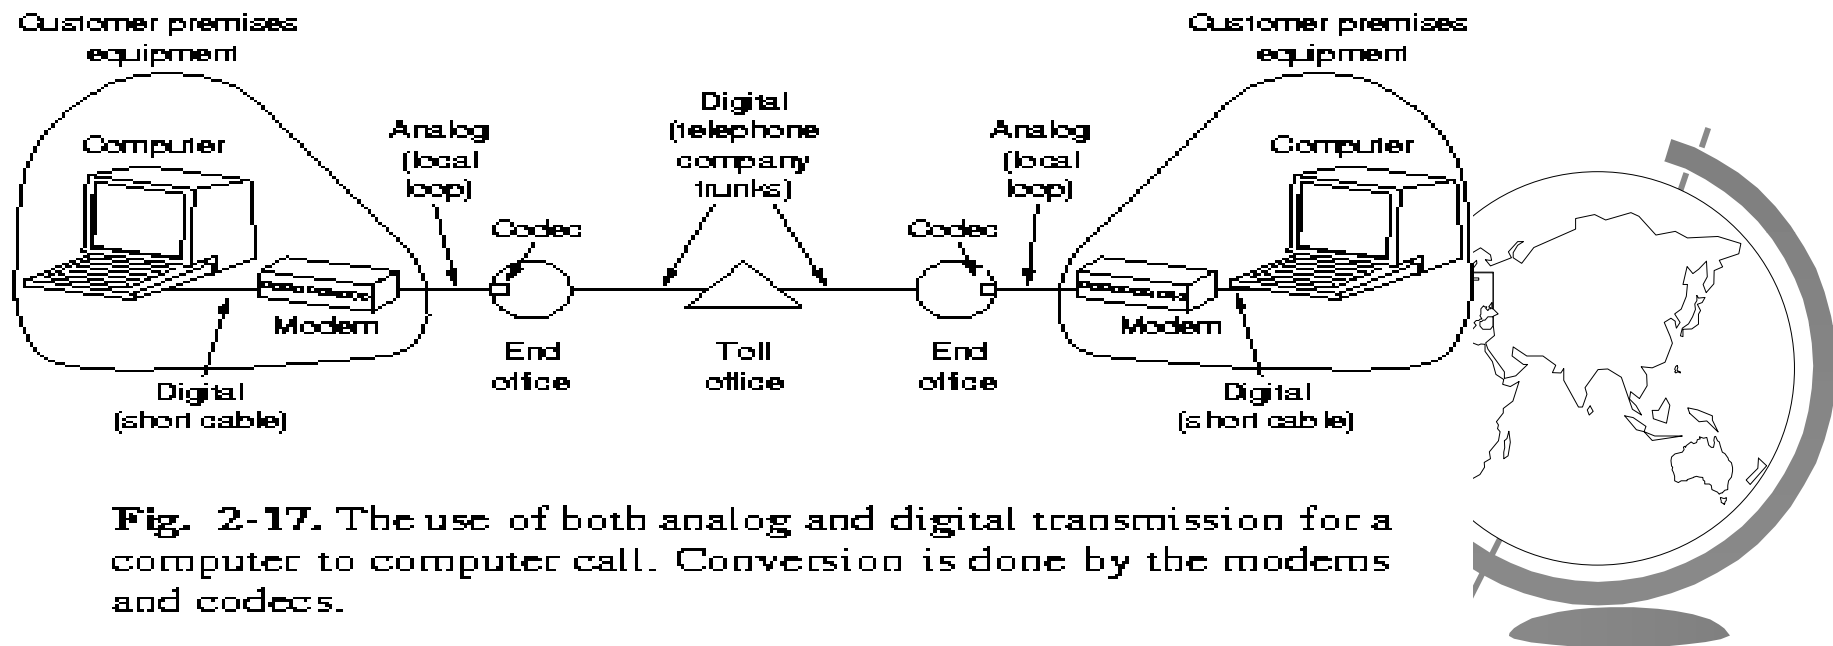 Customer premises
equipment
Customer premises
equipment
Computer
Analog
(local
loop)
Digital
(telephone
company
trunks)
Analog
(local
loop)
Computer
Codec
Codec
Modem
Modem
End
office
Toll
office
End
office
Digital
(short cable)
Digital
(short cable)
Fig. 2-17. The use of both analog and digital transmission for a
computer to computer call. Conversion is done by the modems
and codecs.